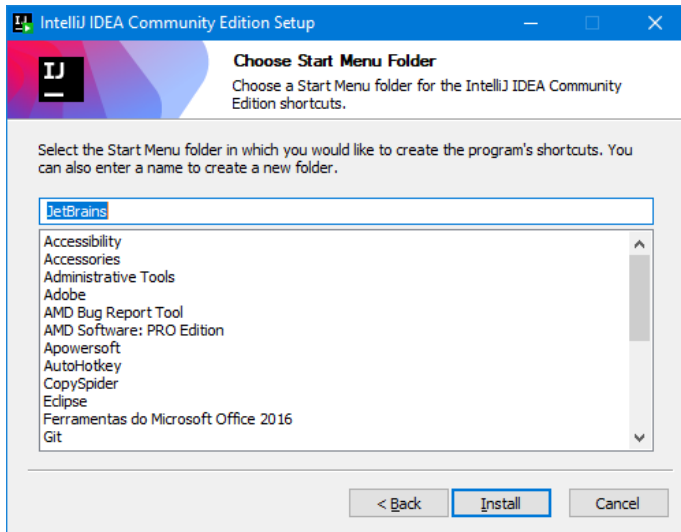 IntelliJ IDEA Community Edition Setup
IJ
Choose Start Menu Folder
Choose a Start Menu folder for the IntelliJ IDEA Community
Edition shortcuts.
Select the Start Menu folder in which you would like to create the program's shortcuts. You
can also enter a name to create a new folder.
JetBrains
Accessibility
Accessories
Administrative Tools
Adobe
AMD Bug Report Tool
AMD Software: PRO Edition
Apowersoft
AutoHotkey
CopySpider
Eclipse
Ferramentas do Microsoft Office 2016
Git
< Back
Install
Cancel